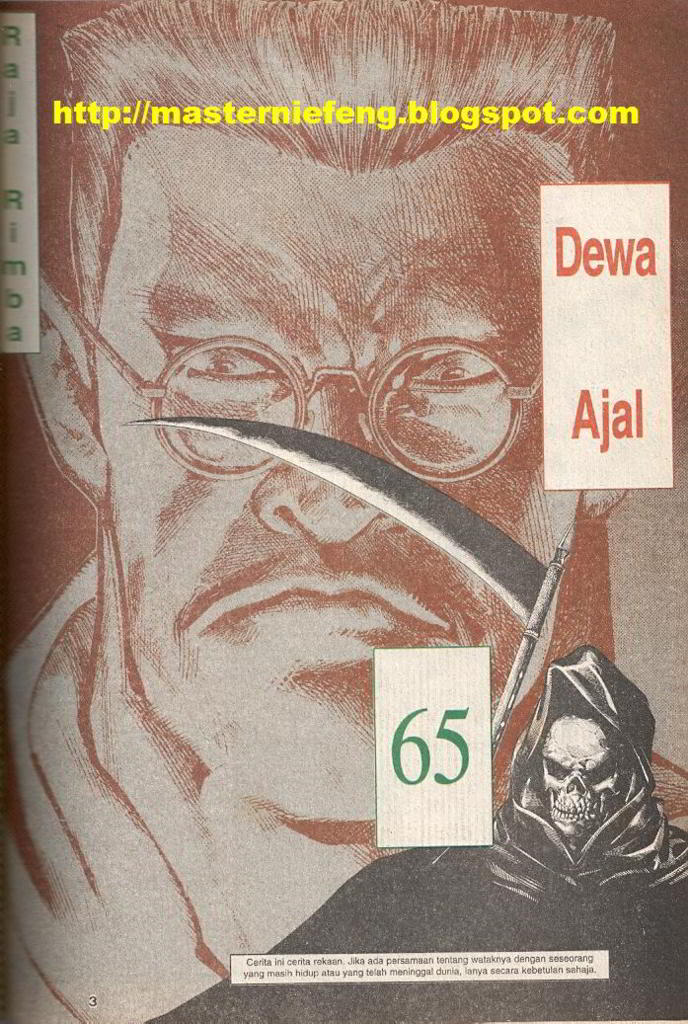 Raja Rimba
http://masterniefeng.blogspot.com
Dewa
Ajal
65
Cerita ini cerita rekaan. Jika ada persamaan tentang wataknya dengan seseorang
yang masih hidup atau yang telah meninggal dunia, ianya secara kebetulan sahaja.
3